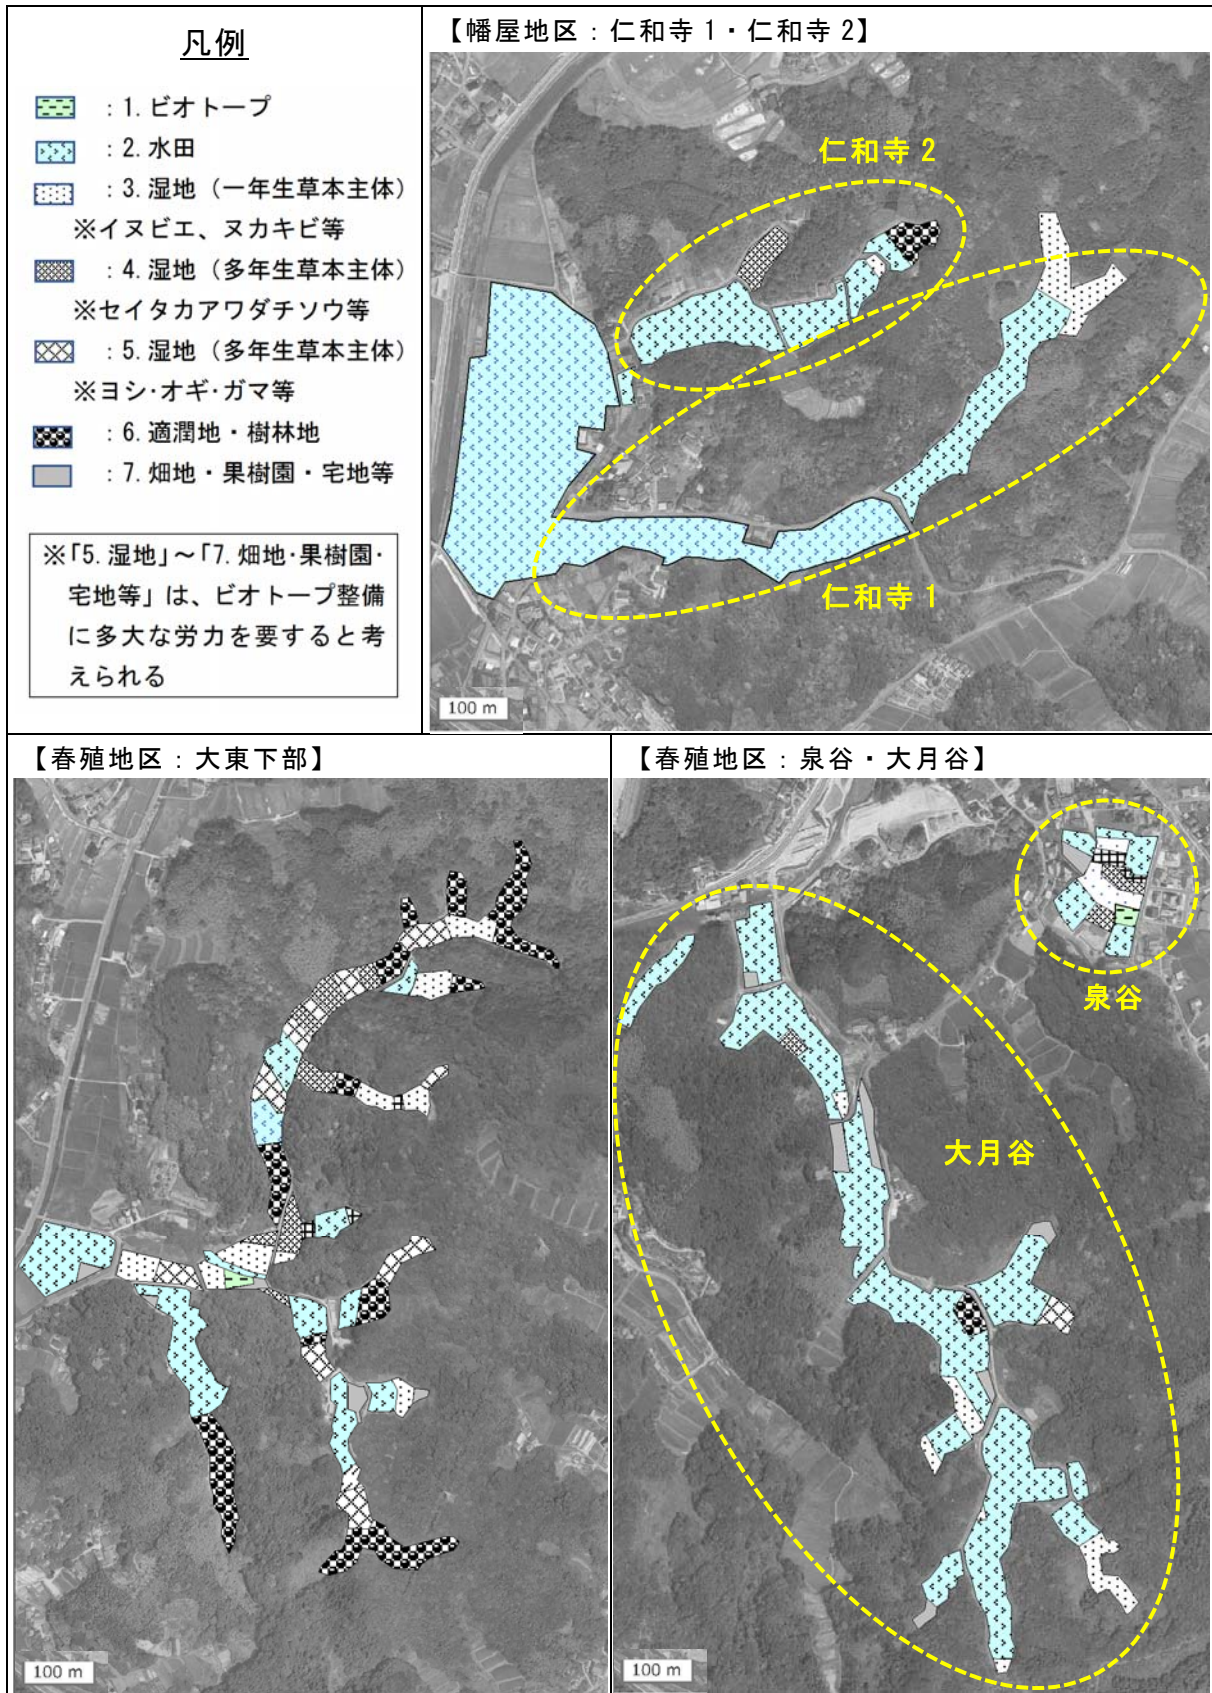 凡例
：1.ビオトープ
：2.水田
：3.湿地（一年生草本主体）
※イヌビエ、ヌカキビ等
：4.湿地（多年生草本主体）
※セイタカアワダチソウ等
：5.湿地（多年生草本主体）
※ヨシ･オギ･ガマ等
：6.適潤地・樹林地
：7.畑地・果樹園・宅地等
※｢5.湿地｣～｢7.畑地･果樹園･
宅地等｣は、ビオトープ整備
に多大な労力を要すると考
えられる
【幡屋地区：仁和寺1・仁和寺2】
仁和寺2
仁和寺1
100 m
【春殖地区：大東下部】
100 m
【春殖地区：泉谷・大月谷】
泉谷
大月谷
100 m